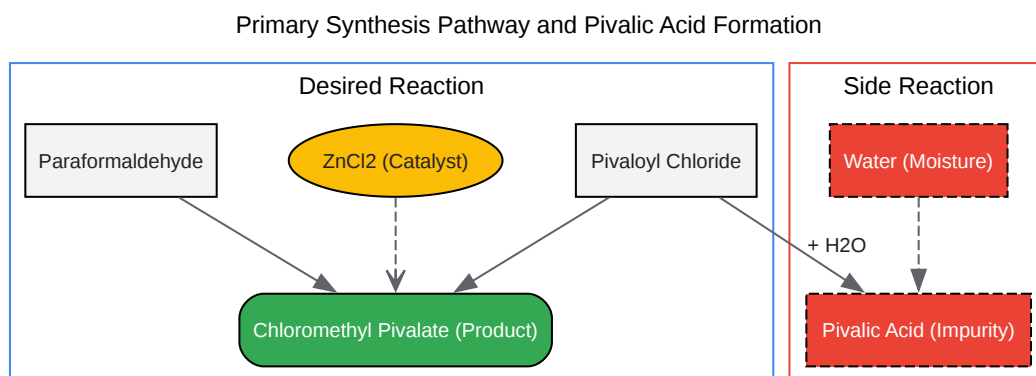 Primary Synthesis Pathway and Pivalic Acid Formation
Desired Reaction
Side Reaction
Paraformaldehyde
ZnCl2 (Catalyst)
Pivaloyl Chloride
Water (Moisture)
+ H2O
Chloromethyl Pivalate (Product)
Pivalic Acid (Impurity)